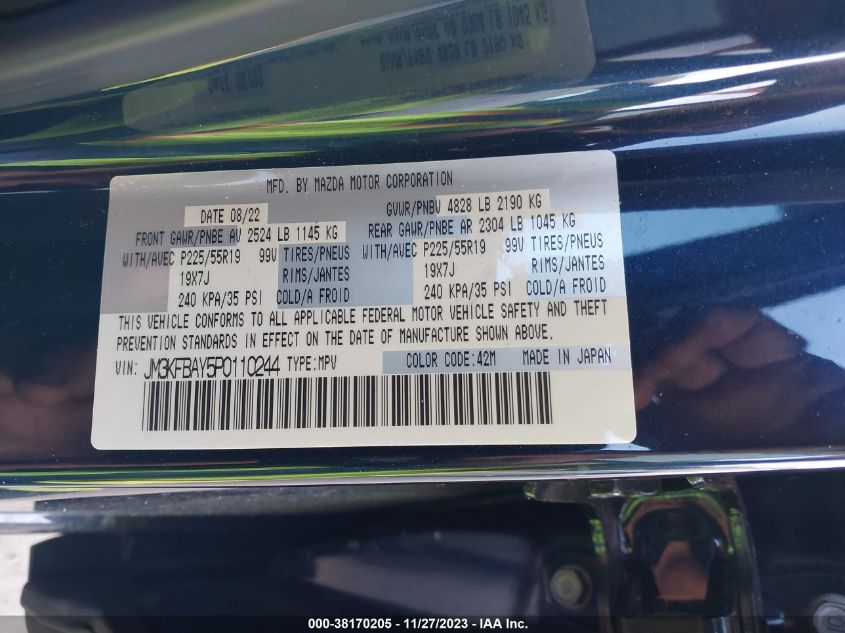 MFD. BY MAZDA MOTOR CORPORATION
DATE 08/22
GVWR/PNBV 4828 LB 2190 KG
FRONT GAWR/PNBE AV 2524 LB 1145 KG
REAR GAWR/PNBE AR 2304 LB 1045 KG
WITH/AVEC P225/55R19 99V TIRES/PNEUS
WITH/AVEC P225/55R19 99V TIRES/PNEUS
19X7J RIMS/JANTES
19X7J RIMS/JANTES
240 KPA/35 PSI COLD/A FROID
240 KPA/35 PSI COLD/A FROID
THIS VEHICLE CONFORMS TO ALL APPLICABLE FEDERAL MOTOR VEHICLE SAFETY AND THEFT
PREVENTION STANDARDS IN EFFECT ON THE DATE OF MANUFACTURE SHOWN ABOVE.
VIN: JM3KFBAY5P0110244 TYPE:MPV COLOR CODE:42M MADE IN JAPAN
000-38170205 - 11/27/2023 - IAA Inc.